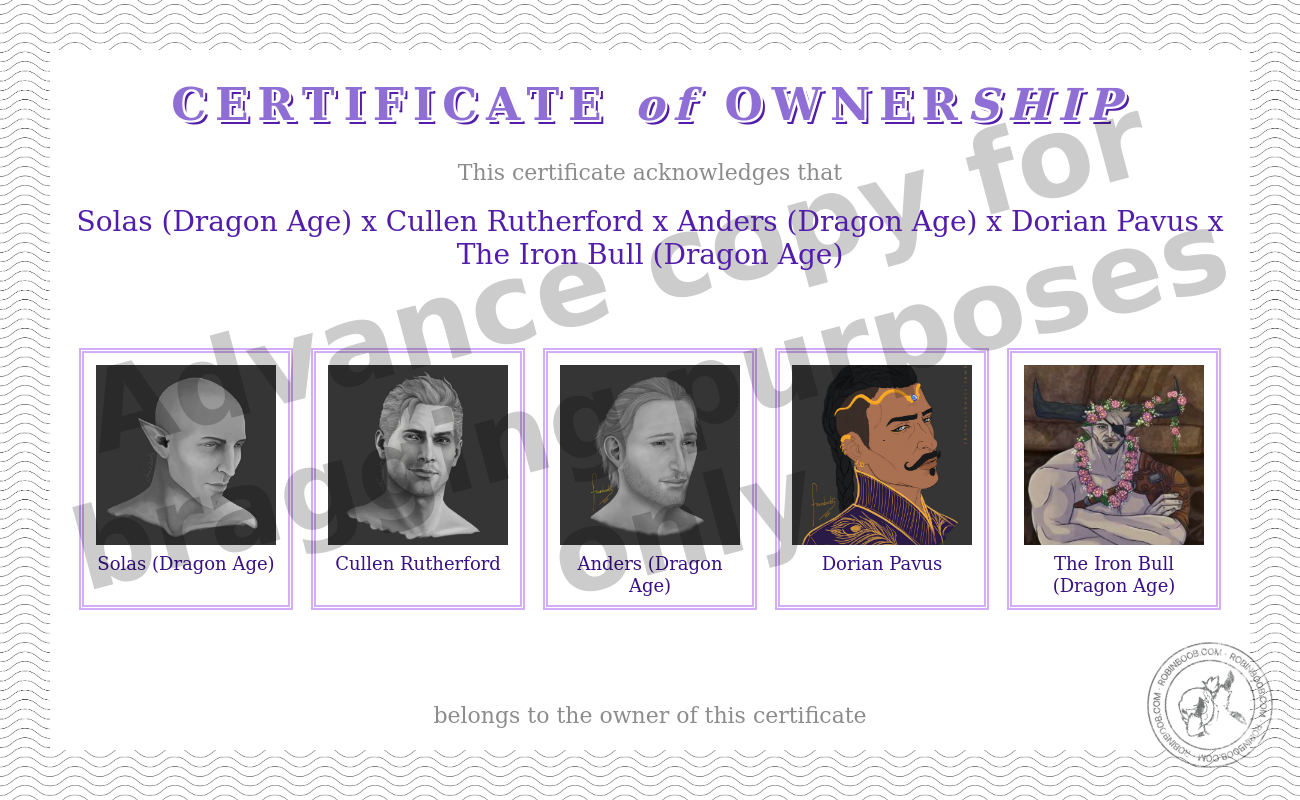 CERTIFICATE of OWNERSHIP
This certificate acknowledges that
Solas (Dragon Age) x Cullen Rutherford x Anders (Dragon Age) x Dorian Pavus x
The Iron Bull (Dragon Age)
Advance copy for
bragging purposes
only
Solas (Dragon Age)
Cullen Rutherford
Anders (Dragon
Age)
Dorian Pavus
The Iron Bull
(Dragon Age)
belongs to the owner of this certificate
ROBINBOOB.COM · ROBINBOOB.COM · ROBINBOOB.COM · ROBINBOOB.COM ·